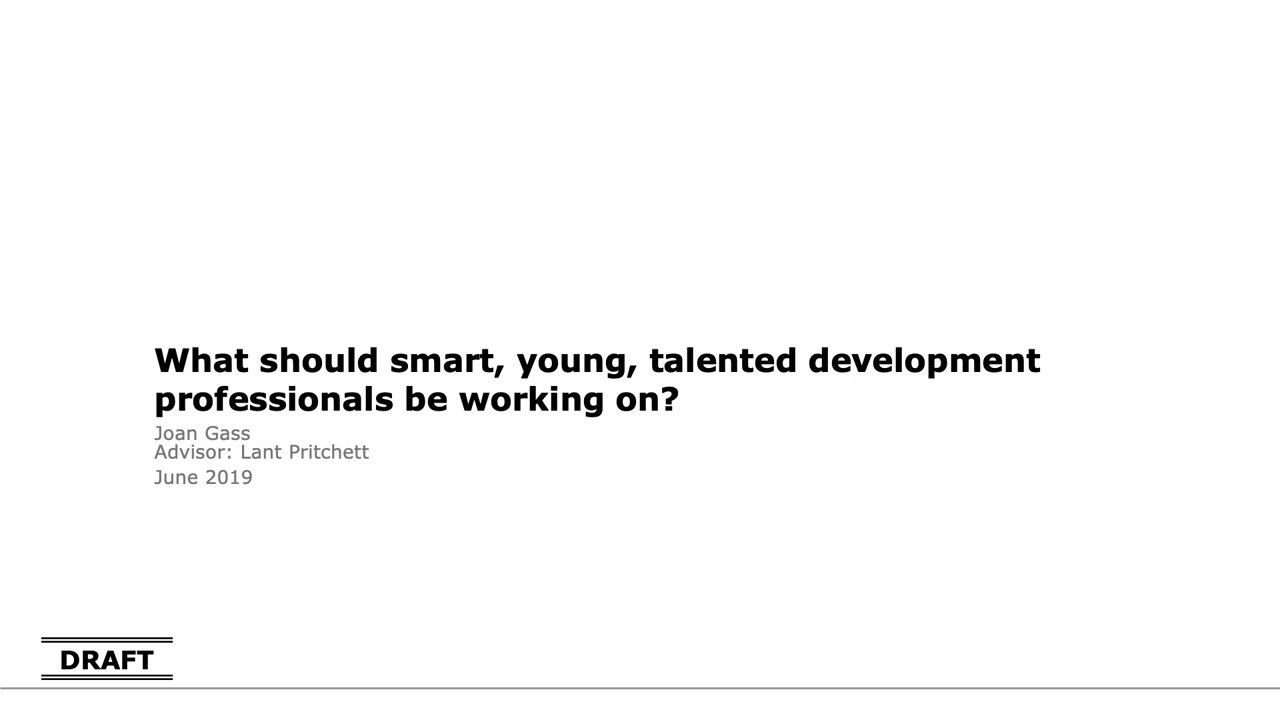 What should smart, young, talented development
professionals be working on?
Joan Gass
Advisor: Lant Pritchett
June 2019
DRAFT